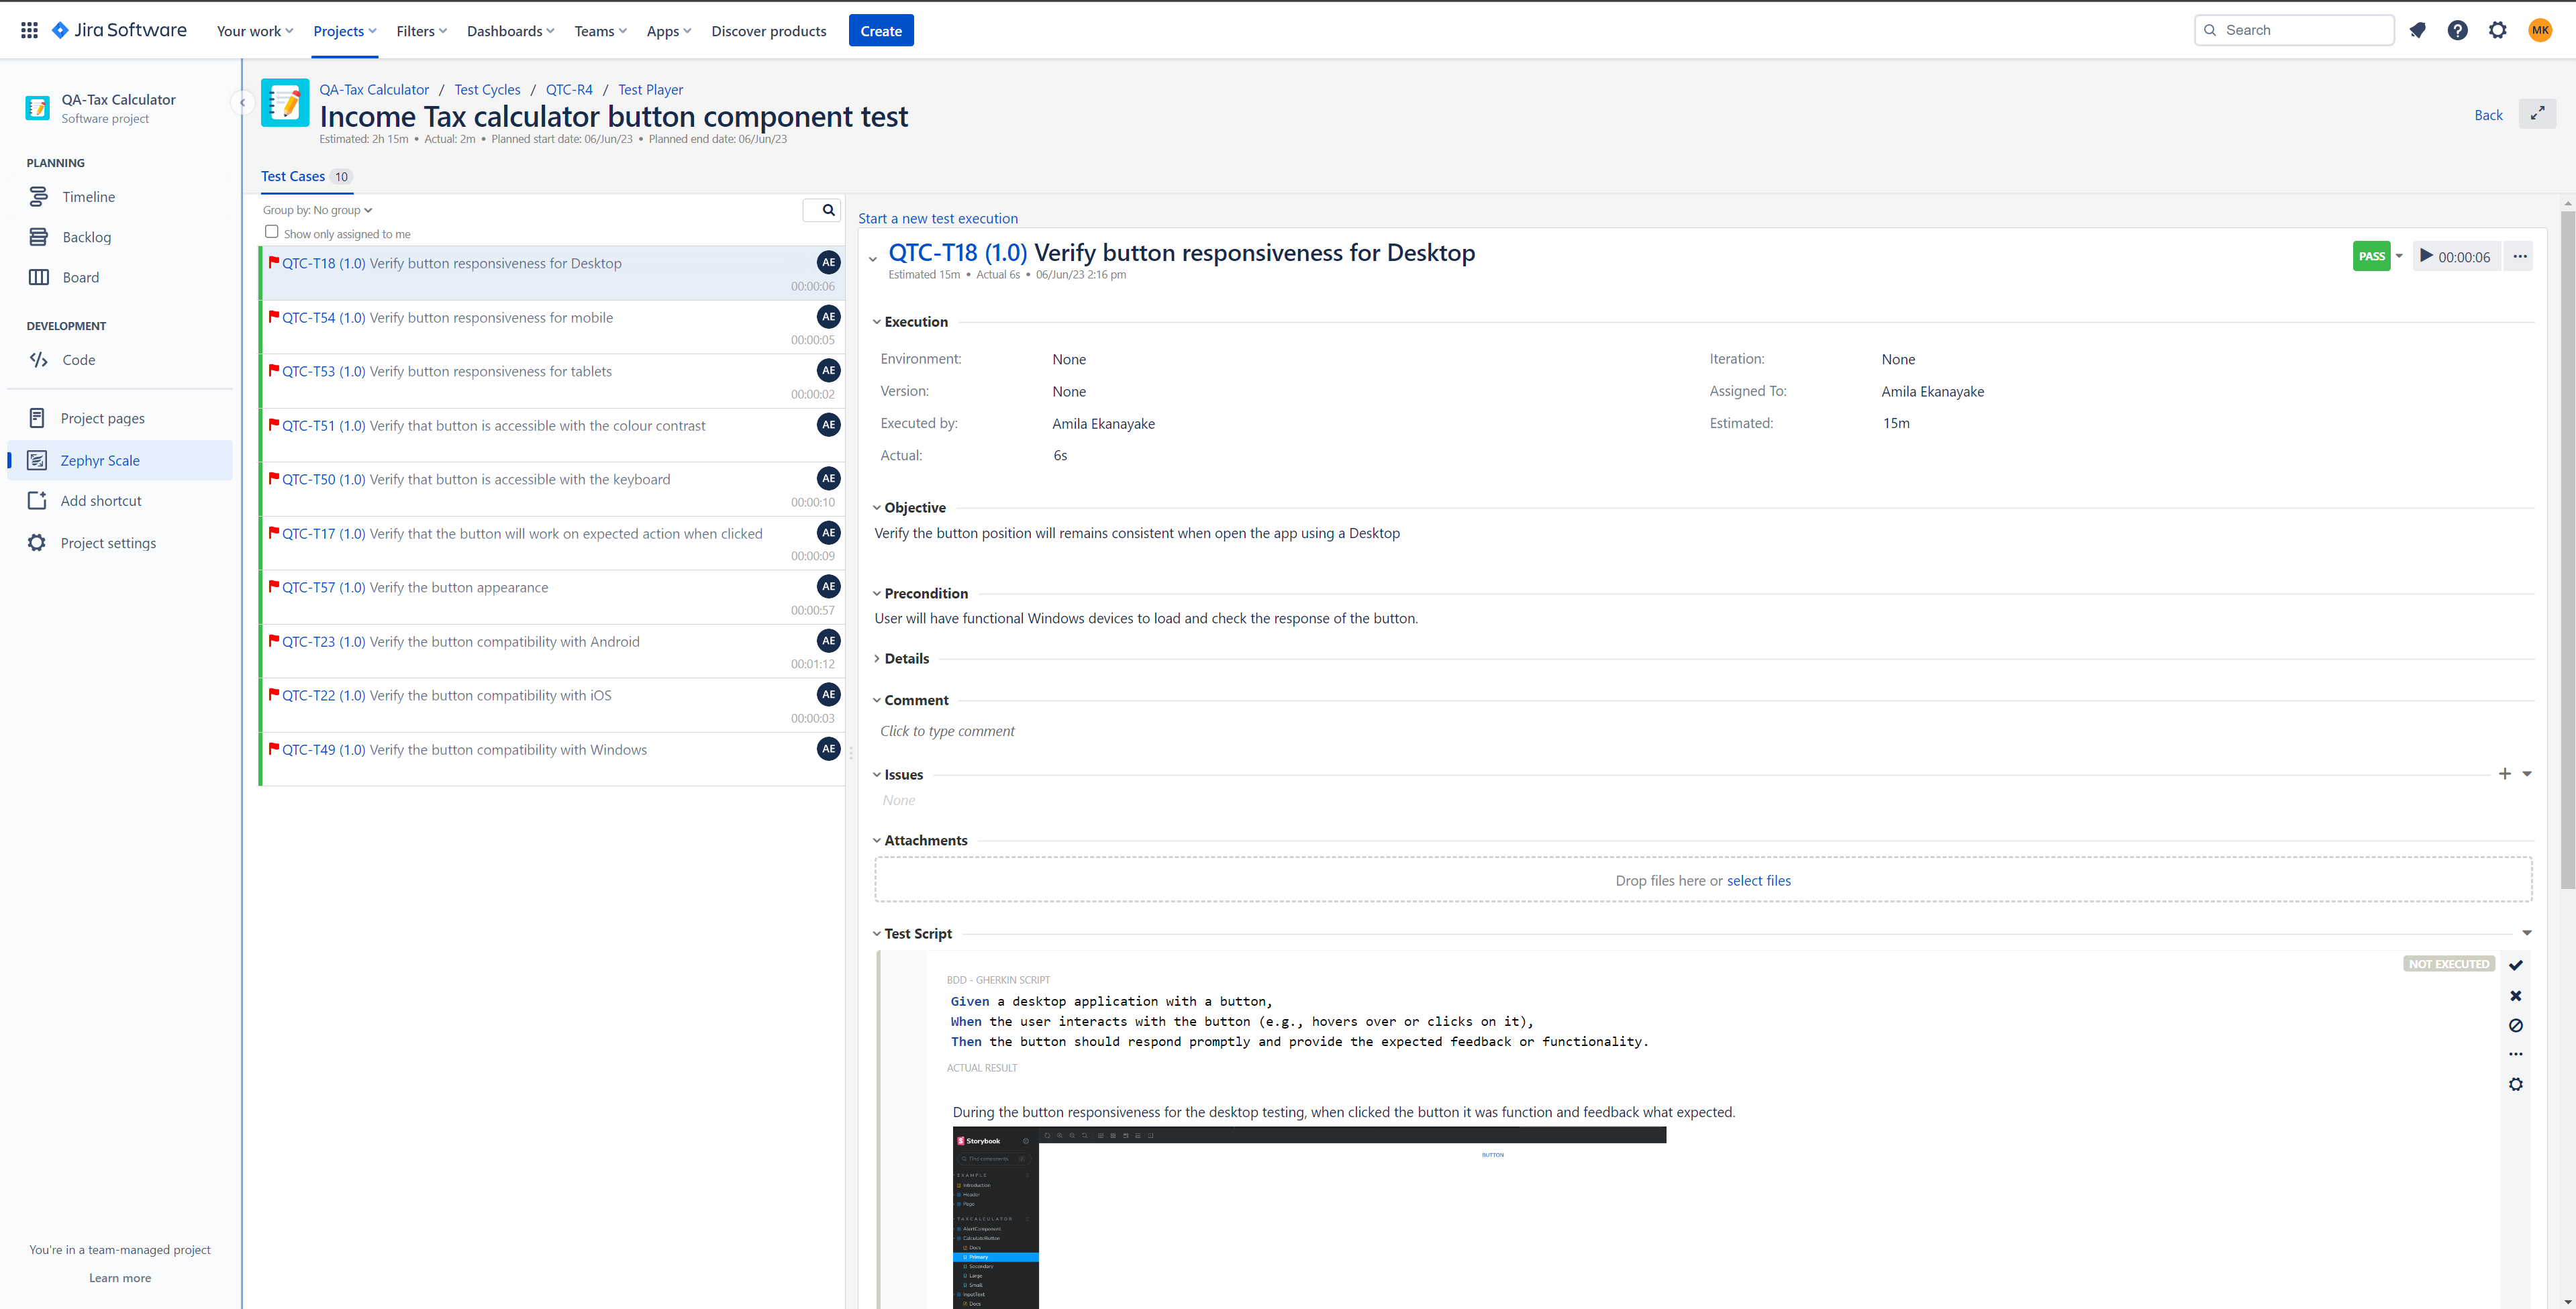 Jira Software
Your work
Projects
Filters
Dashboards
Teams
Apps
Discover products
Create
Search
MK
QA-Tax Calculator
Software project
PLANNING
Timeline
Backlog
Board
DEVELOPMENT
Code
Project pages
Zephyr Scale
Add shortcut
Project settings
You're in a team-managed project
Learn more
QA-Tax Calculator / Test Cycles / QTC-R4 / Test Player
Income Tax calculator button component test
Estimated: 2h 15m • Actual: 2m • Planned start date: 06/Jun/23 • Planned end date: 06/Jun/23
Back
Test Cases 10
Group by: No group
Show only assigned to me
QTC-T18 (1.0) Verify button responsiveness for Desktop AE
00:00:06
QTC-T54 (1.0) Verify button responsiveness for mobile AE
00:00:05
QTC-T53 (1.0) Verify button responsiveness for tablets AE
00:00:02
QTC-T51 (1.0) Verify that button is accessible with the colour contrast AE
QTC-T50 (1.0) Verify that button is accessible with the keyboard AE
00:00:10
QTC-T17 (1.0) Verify that the button will work on expected action when clicked AE
00:00:09
QTC-T57 (1.0) Verify the button appearance AE
00:00:57
QTC-T23 (1.0) Verify the button compatibility with Android AE
00:01:12
QTC-T22 (1.0) Verify the button compatibility with iOS AE
00:00:03
QTC-T49 (1.0) Verify the button compatibility with Windows AE
Start a new test execution
QTC-T18 (1.0) Verify button responsiveness for Desktop
Estimated 15m • Actual 6s • 06/Jun/23 2:16 pm
PASS
00:00:06
Execution
Environment: None
Iteration: None
Version: None
Assigned To: Amila Ekanayake
Executed by: Amila Ekanayake
Estimated: 15m
Actual: 6s
Objective
Verify the button position will remains consistent when open the app using a Desktop
Precondition
User will have functional Windows devices to load and check the response of the button.
Details
Comment
Click to type comment
Issues
None
Attachments
Drop files here or select files
Test Script
NOT EXECUTED
BDD - GHERKIN SCRIPT
Given a desktop application with a button,
When the user interacts with the button (e.g., hovers over or clicks on it),
Then the button should respond promptly and provide the expected feedback or functionality.
ACTUAL RESULT
During the button responsiveness for the desktop testing, when clicked the button it was function and feedback what expected.
Storybook
Find components
EXAMPLE
Introduction
Header
Page
TAXCALCULATOR
AlertComponent
CalculateButton
Docs
Primary
Secondary
Large
Small
InputText
Docs
BUTTON